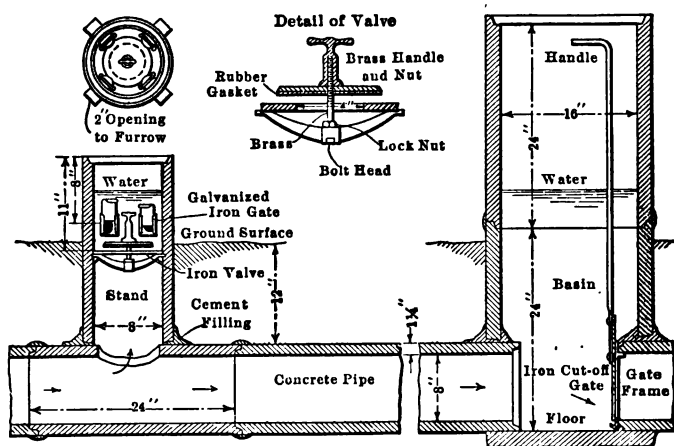 Detail of Valve
Brass Handle
and Nut
Rubber
Gasket
4"
Brass
Lock Nut
Bolt Head
2"Opening
to Furrow
Handle
16"
24"
Water
24"
Basin
Iron Cut-off
Gate
Gate
Frame
Floor
8"
11"
Water
Galvanized
Iron Gate
Ground Surface
Iron Valve
Stand
8"
Cement
Filling
12"
1¼"
8"
24"
Concrete Pipe